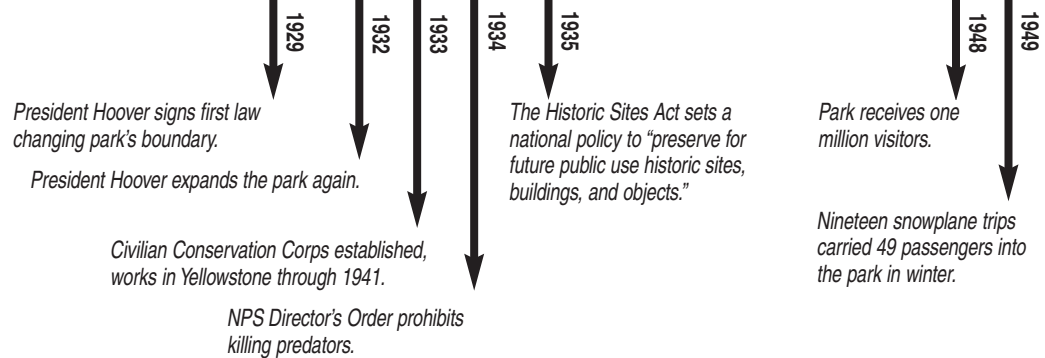 1929
1932
1933
1934
1935
1948
1949
President Hoover signs first law
changing park's boundary.
President Hoover expands the park again.
Civilian Conservation Corps established,
works in Yellowstone through 1941.
NPS Director's Order prohibits
killing predators.
The Historic Sites Act sets a
national policy to “preserve for
future public use historic sites,
buildings, and objects.”
Park receives one
million visitors.
Nineteen snowplane trips
carried 49 passengers into
the park in winter.